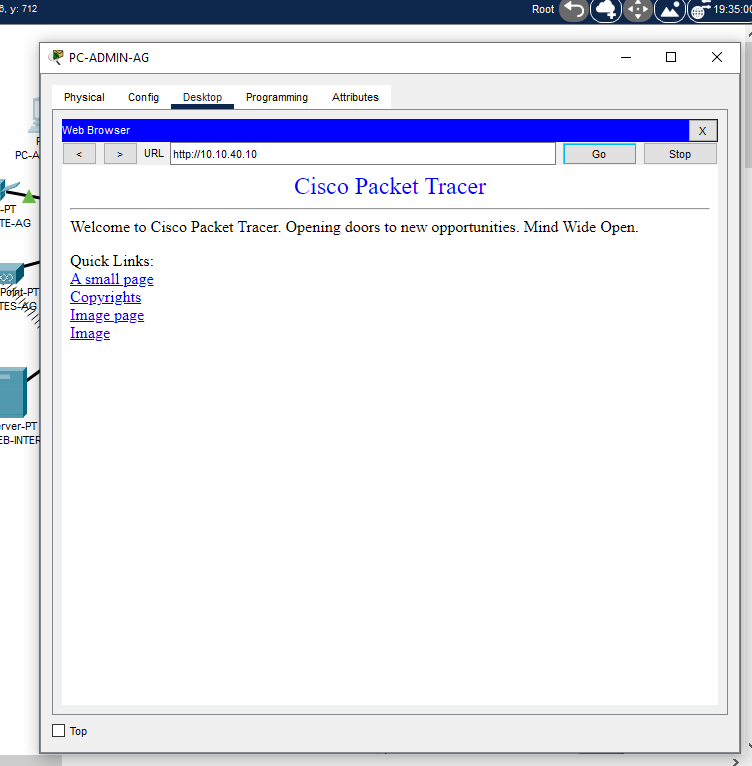 6, y: 712
Root
19:35:00
PC-ADMIN-AG
Physical Config Desktop Programming Attributes
Web Browser X
< > URL http://10.10.40.10 Go Stop
Cisco Packet Tracer
Welcome to Cisco Packet Tracer. Opening doors to new opportunities. Mind Wide Open.
Quick Links:
A small page
Copyrights
Image page
Image
Top
P
PC-A
-PT
TE-AG
Point-PT
TES-AG
erver-PT
EB-INTER